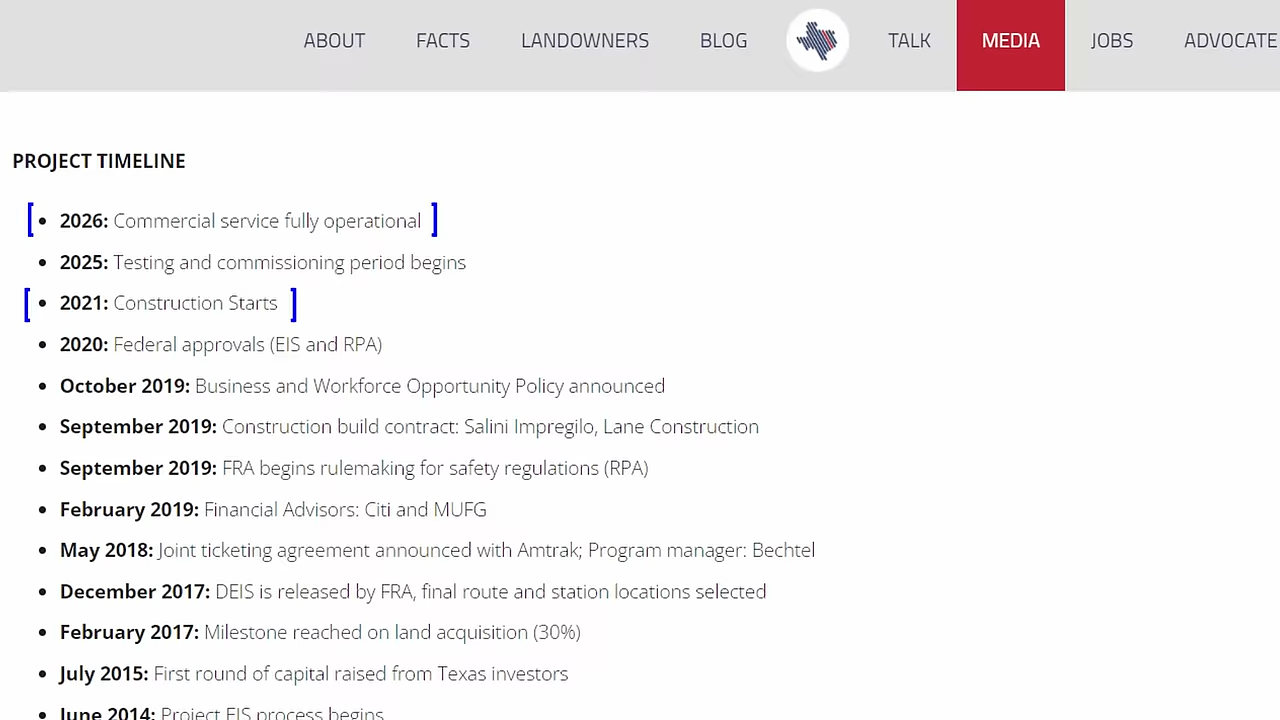 ABOUT FACTS LANDOWNERS BLOG TALK MEDIA JOBS ADVOCATE
PROJECT TIMELINE
[ • 2026: Commercial service fully operational ]
• 2025: Testing and commissioning period begins
[ • 2021: Construction Starts ]
• 2020: Federal approvals (EIS and RPA)
• October 2019: Business and Workforce Opportunity Policy announced
• September 2019: Construction build contract: Salini Impregilo, Lane Construction
• September 2019: FRA begins rulemaking for safety regulations (RPA)
• February 2019: Financial Advisors: Citi and MUFG
• May 2018: Joint ticketing agreement announced with Amtrak; Program manager: Bechtel
• December 2017: DEIS is released by FRA, final route and station locations selected
• February 2017: Milestone reached on land acquisition (30%)
• July 2015: First round of capital raised from Texas investors
• June 2014: Project EIS process begins